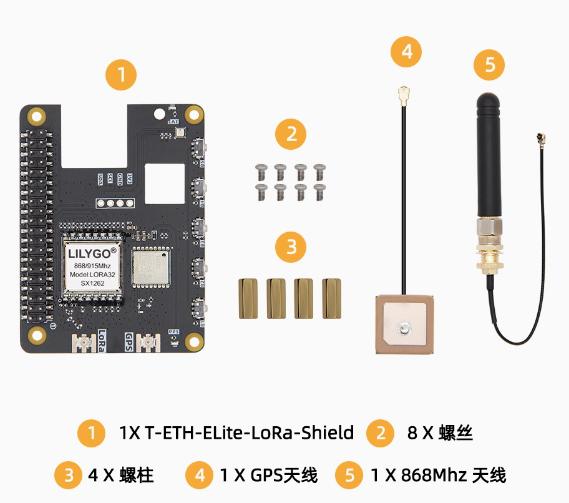 4
5
1
2
3
LILYGO®
868/915Mhz
Model:LORA32
SX1262
LoRa
GPS
1 1X T-ETH-ELite-LoRa-Shield 2 8 X 螺丝
3 4 X 螺柱 4 1 X GPS天线 5 1 X 868Mhz 天线